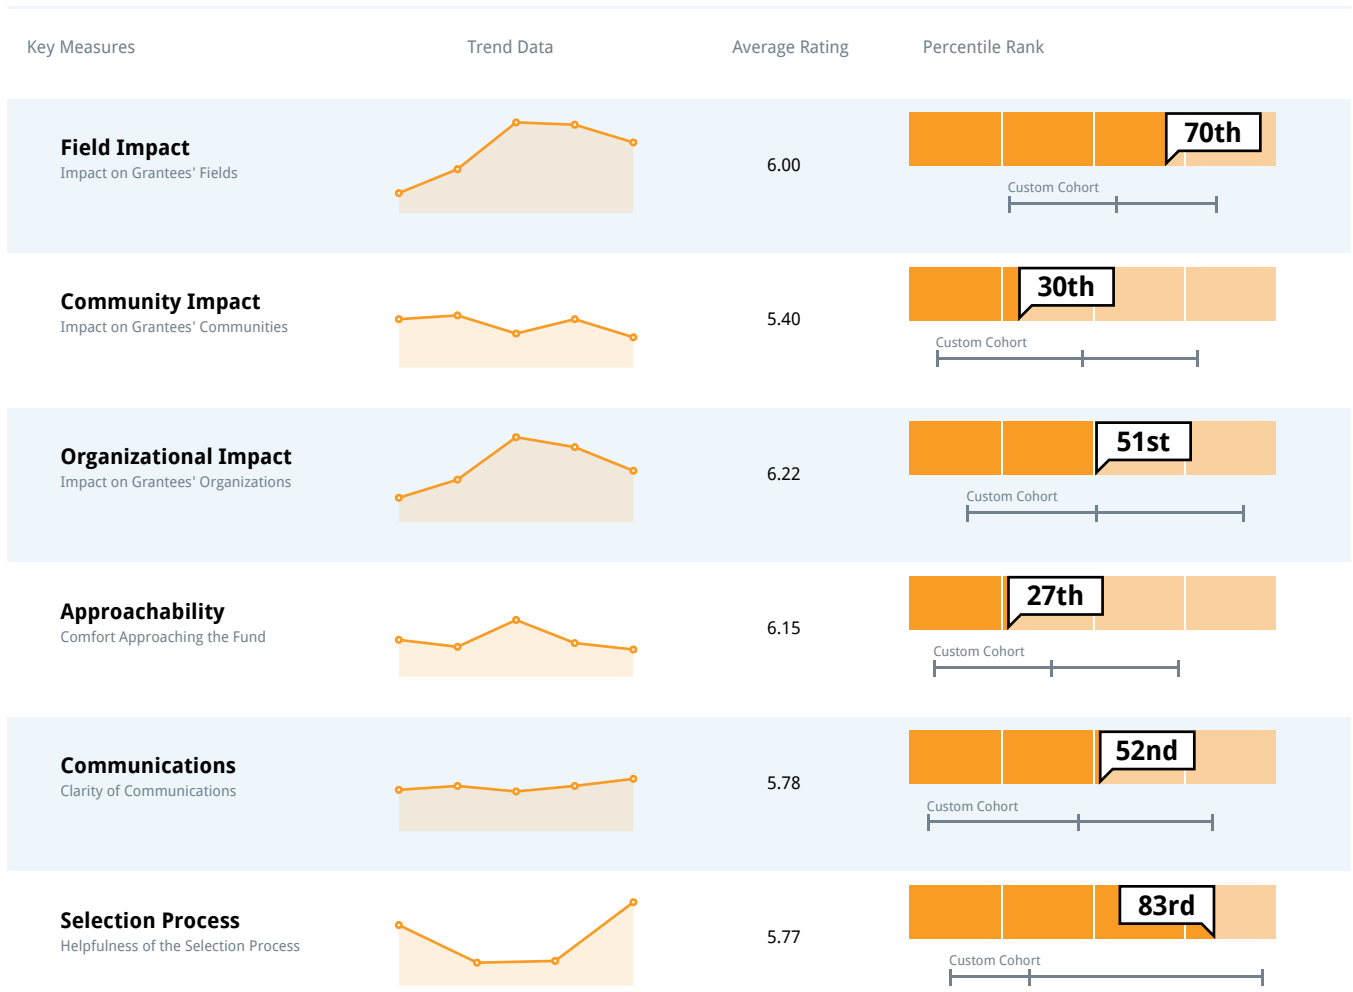 Key Measures Trend Data Average Rating Percentile Rank
Field Impact
Impact on Grantees' Fields
6.00
70th
Custom Cohort
Community Impact
Impact on Grantees' Communities
5.40
30th
Custom Cohort
Organizational Impact
Impact on Grantees' Organizations
6.22
51st
Custom Cohort
Approachability
Comfort Approaching the Fund
6.15
27th
Custom Cohort
Communications
Clarity of Communications
5.78
52nd
Custom Cohort
Selection Process
Helpfulness of the Selection Process
5.77
83rd
Custom Cohort